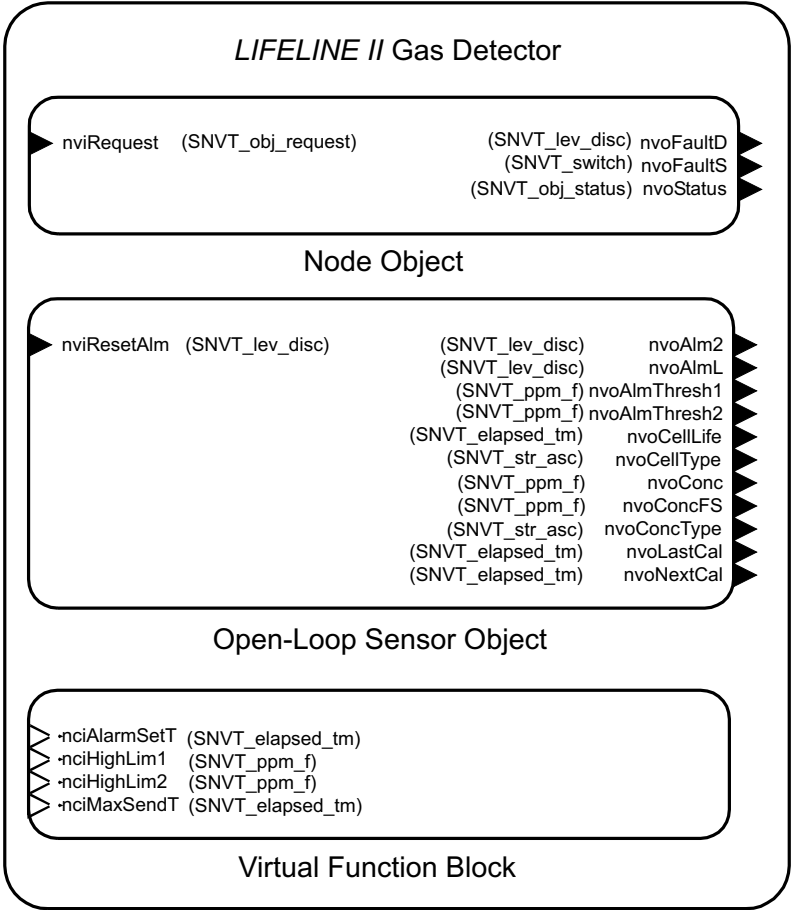 LIFELINE II Gas Detector
nviRequest (SNVT_obj_request) (SNVT_lev_disc) nvoFaultD
(SNVT_switch) nvoFaultS
(SNVT_obj_status) nvoStatus
Node Object
nviResetAlm (SNVT_lev_disc) (SNVT_lev_disc) nvoAlm2
(SNVT_lev_disc) nvoAlmL
(SNVT_ppm_f) nvoAlmThresh1
(SNVT_ppm_f) nvoAlmThresh2
(SNVT_elapsed_tm) nvoCellLife
(SNVT_str_asc) nvoCellType
(SNVT_ppm_f) nvoConc
(SNVT_ppm_f) nvoConcFS
(SNVT_str_asc) nvoConcType
(SNVT_elapsed_tm) nvoLastCal
(SNVT_elapsed_tm) nvoNextCal
Open-Loop Sensor Object
nciAlarmSetT (SNVT_elapsed_tm)
nciHighLim1 (SNVT_ppm_f)
nciHighLim2 (SNVT_ppm_f)
nciMaxSendT (SNVT_elapsed_tm)
Virtual Function Block